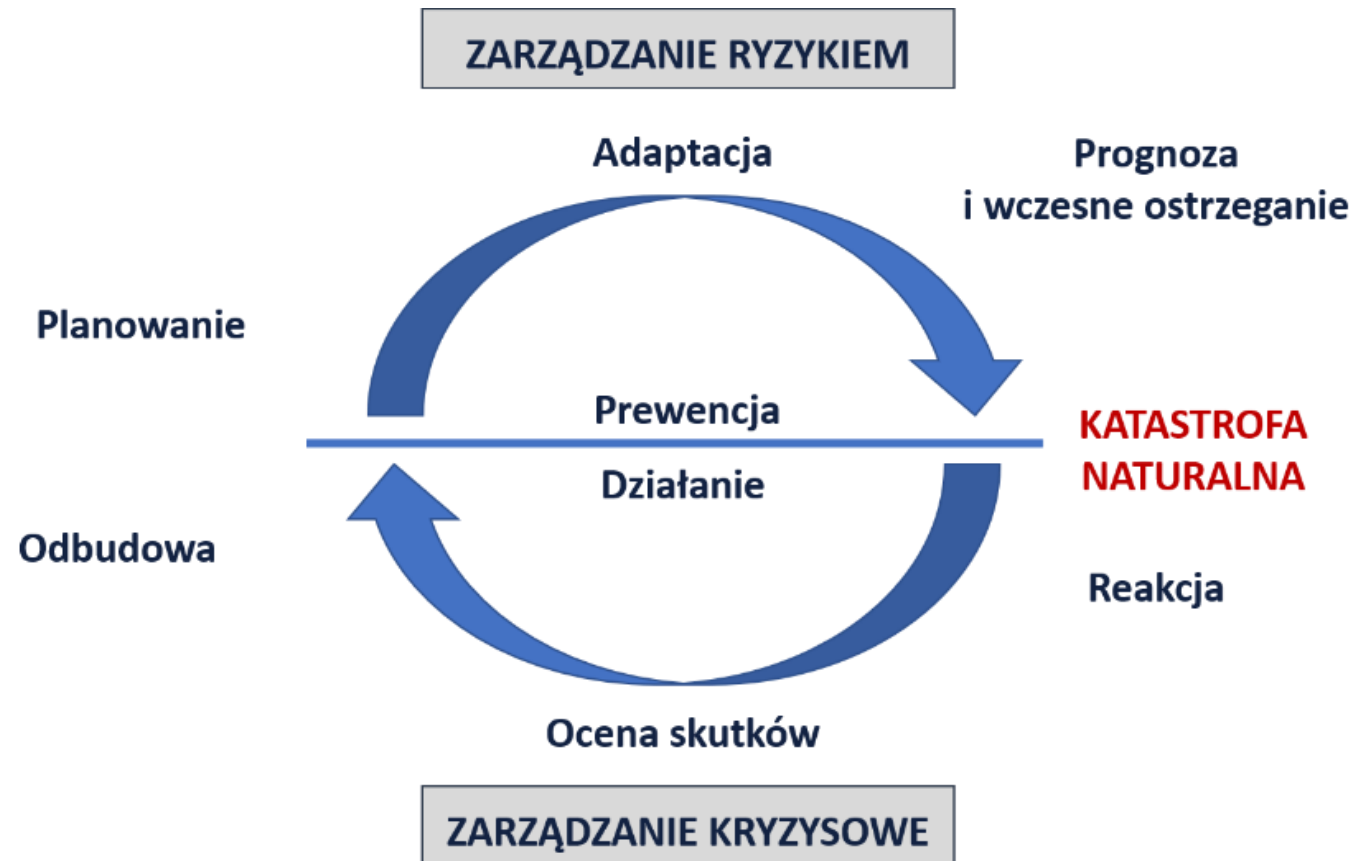 ZARZĄDZANIE RYZYKIEM
Adaptacja
Prognoza
i wczesne ostrzeganie
Planowanie
Prewencja
KATASTROFA
NATURALNA
Działanie
Odbudowa
Reakcja
Ocena skutków
ZARZĄDZANIE KRYZYSOWE